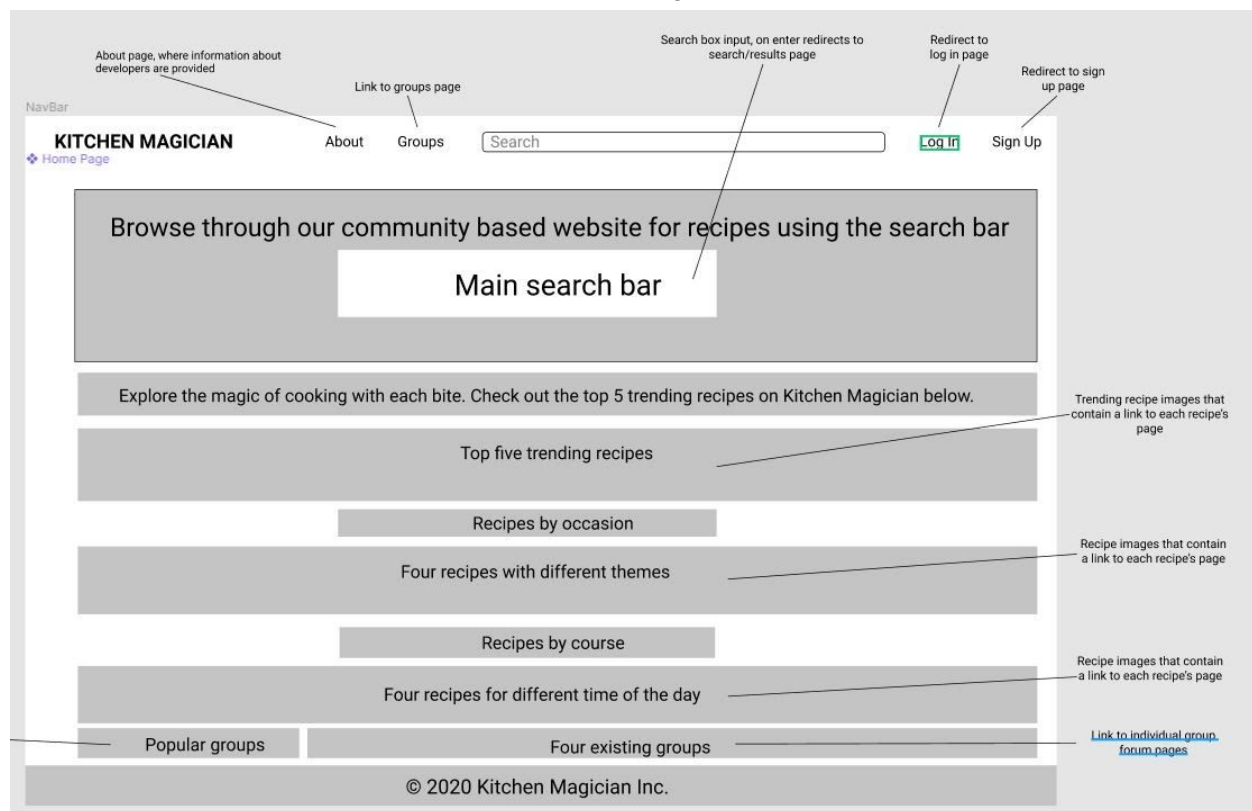 Search box input, on enter redirects to
search/results page
Redirect to
log in page
About page, where information about
developers are provided
Redirect to sign
up page
Link to groups page
NavBar
KITCHEN MAGICIAN
About
Groups
Search
Log In
Sign Up
Home Page
Browse through our community based website for recipes using the search bar
Main search bar
Explore the magic of cooking with each bite. Check out the top 5 trending recipes on Kitchen Magician below.
Trending recipe images that
contain a link to each recipe's
page
Top five trending recipes
Recipes by occasion
Recipe images that contain
a link to each recipe's page
Four recipes with different themes
Recipes by course
Recipe images that contain
a link to each recipe's page
Four recipes for different time of the day
Popular groups
Four existing groups
Link to individual group
forum pages
© 2020 Kitchen Magician Inc.